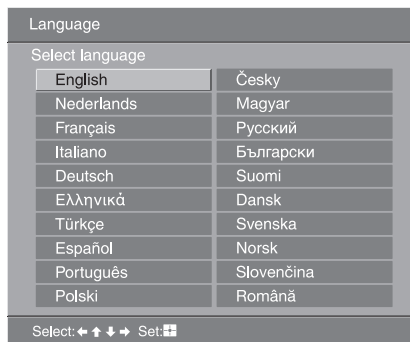 Language
Select language
English
Nederlands
Français
Italiano
Deutsch
Ελληνικά
Türkçe
Español
Português
Polski
Česky
Magyar
Русский
Български
Suomi
Dansk
Svenska
Norsk
Slovenčina
Română
Select: ← ↑ ↓ → Set: